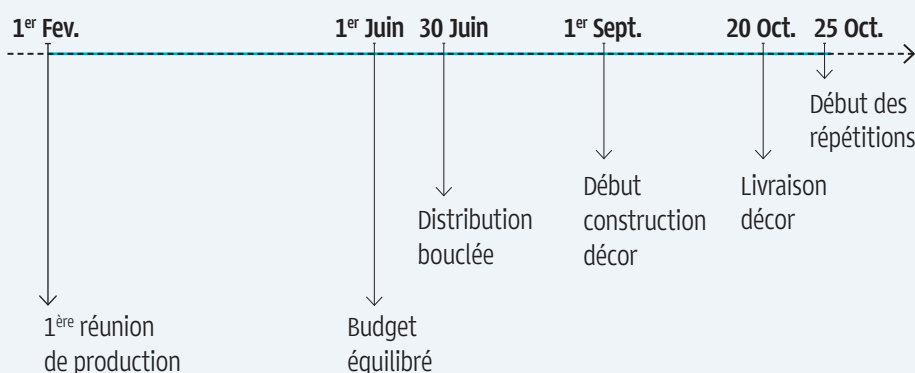 1er Fev. 1er Juin 30 Juin 1er Sept. 20 Oct. 25 Oct.
Début des
répétitions
Début
construction
décor
Livraison
décor
Distribution
bouclée
1ère réunion
de production
Budget
équilibré